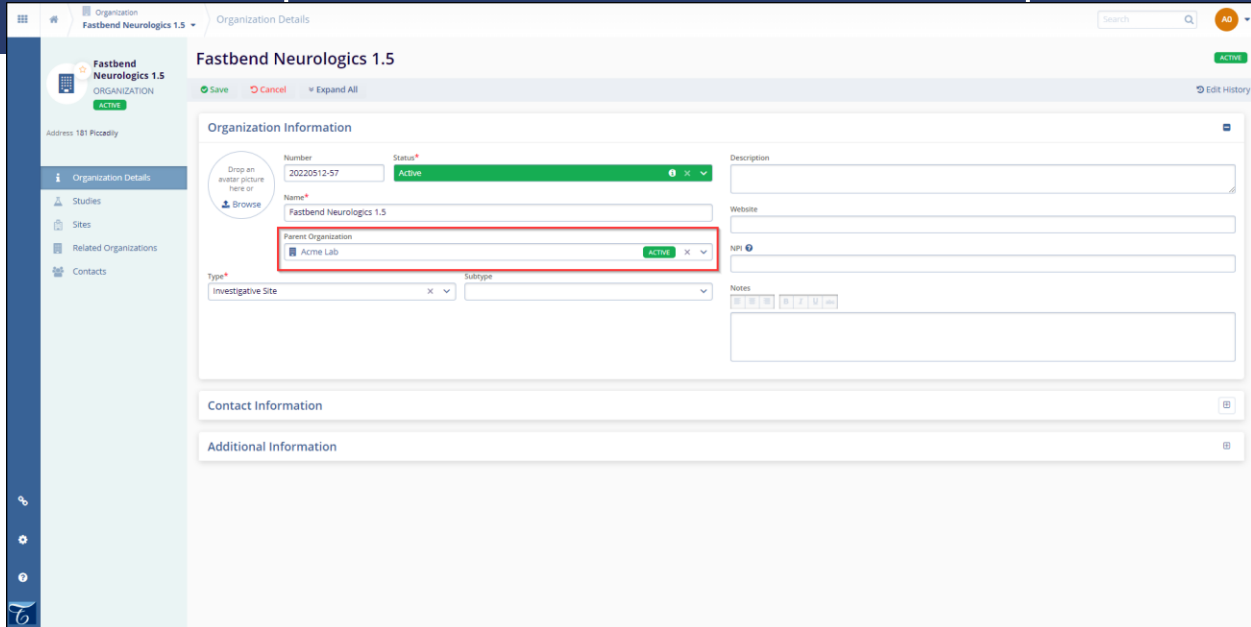 Organization
Fastbend Neurologics 1.5
Organization Details
Search
AO
Fastbend
Neurologics 1.5
ORGANIZATION
ACTIVE
Address 181 Piccadily
Organization Details
Studies
Sites
Related Organizations
Contacts
Fastbend Neurologics 1.5
ACTIVE
Save
Cancel
Expand All
Edit History
Organization Information
Drop an
avatar picture
here or
Browse
Number
20220512-57
Status*
Active
Name*
Fastbend Neurologics 1.5
Parent Organization
Acme Lab
ACTIVE
Type*
Investigative Site
Subtype
Description
Website
NPI
Notes
B I U abc
Contact Information
Additional Information